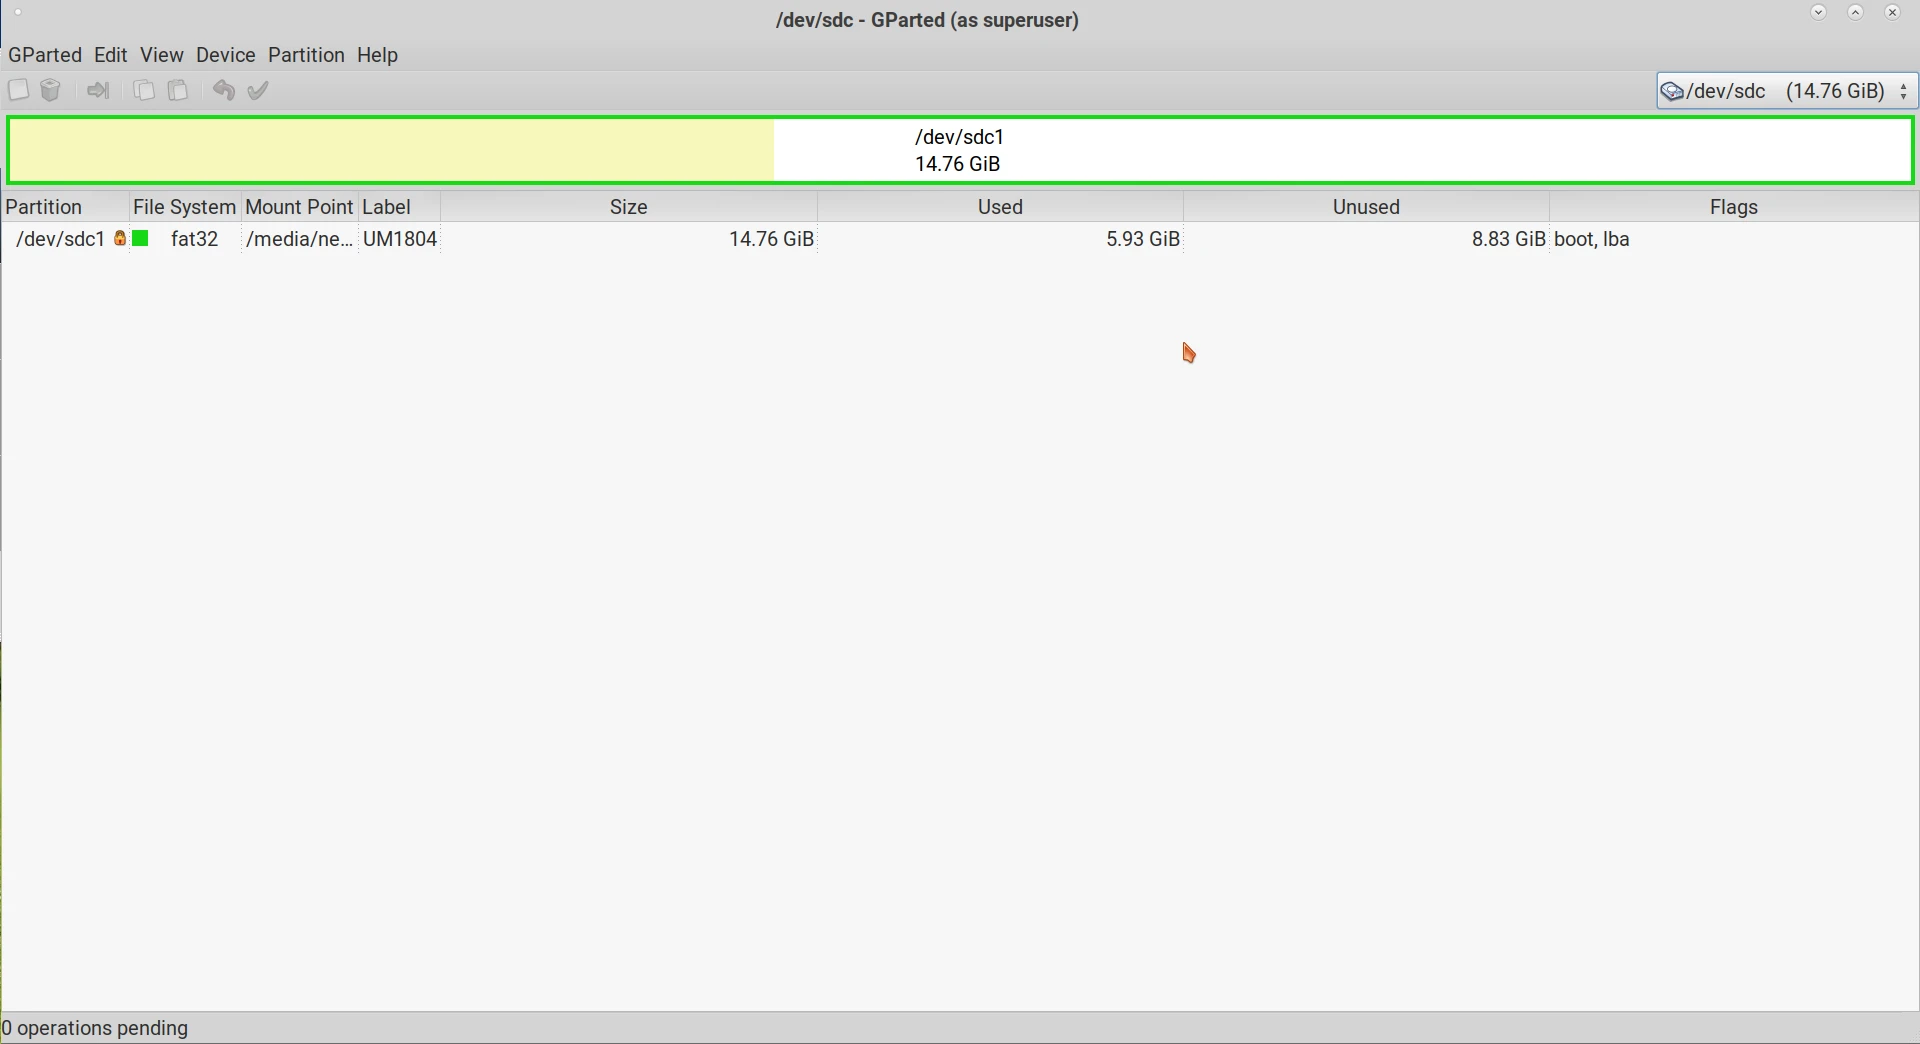 /dev/sdc - GParted (as superuser)
GParted Edit View Device Partition Help
/dev/sdc (14.76 GiB)
/dev/sdc1
14.76 GiB
Partition File System Mount Point Label Size Used Unused Flags
/dev/sdc1 fat32 /media/ne... UM1804 14.76 GiB 5.93 GiB 8.83 GiB boot, lba
0 operations pending